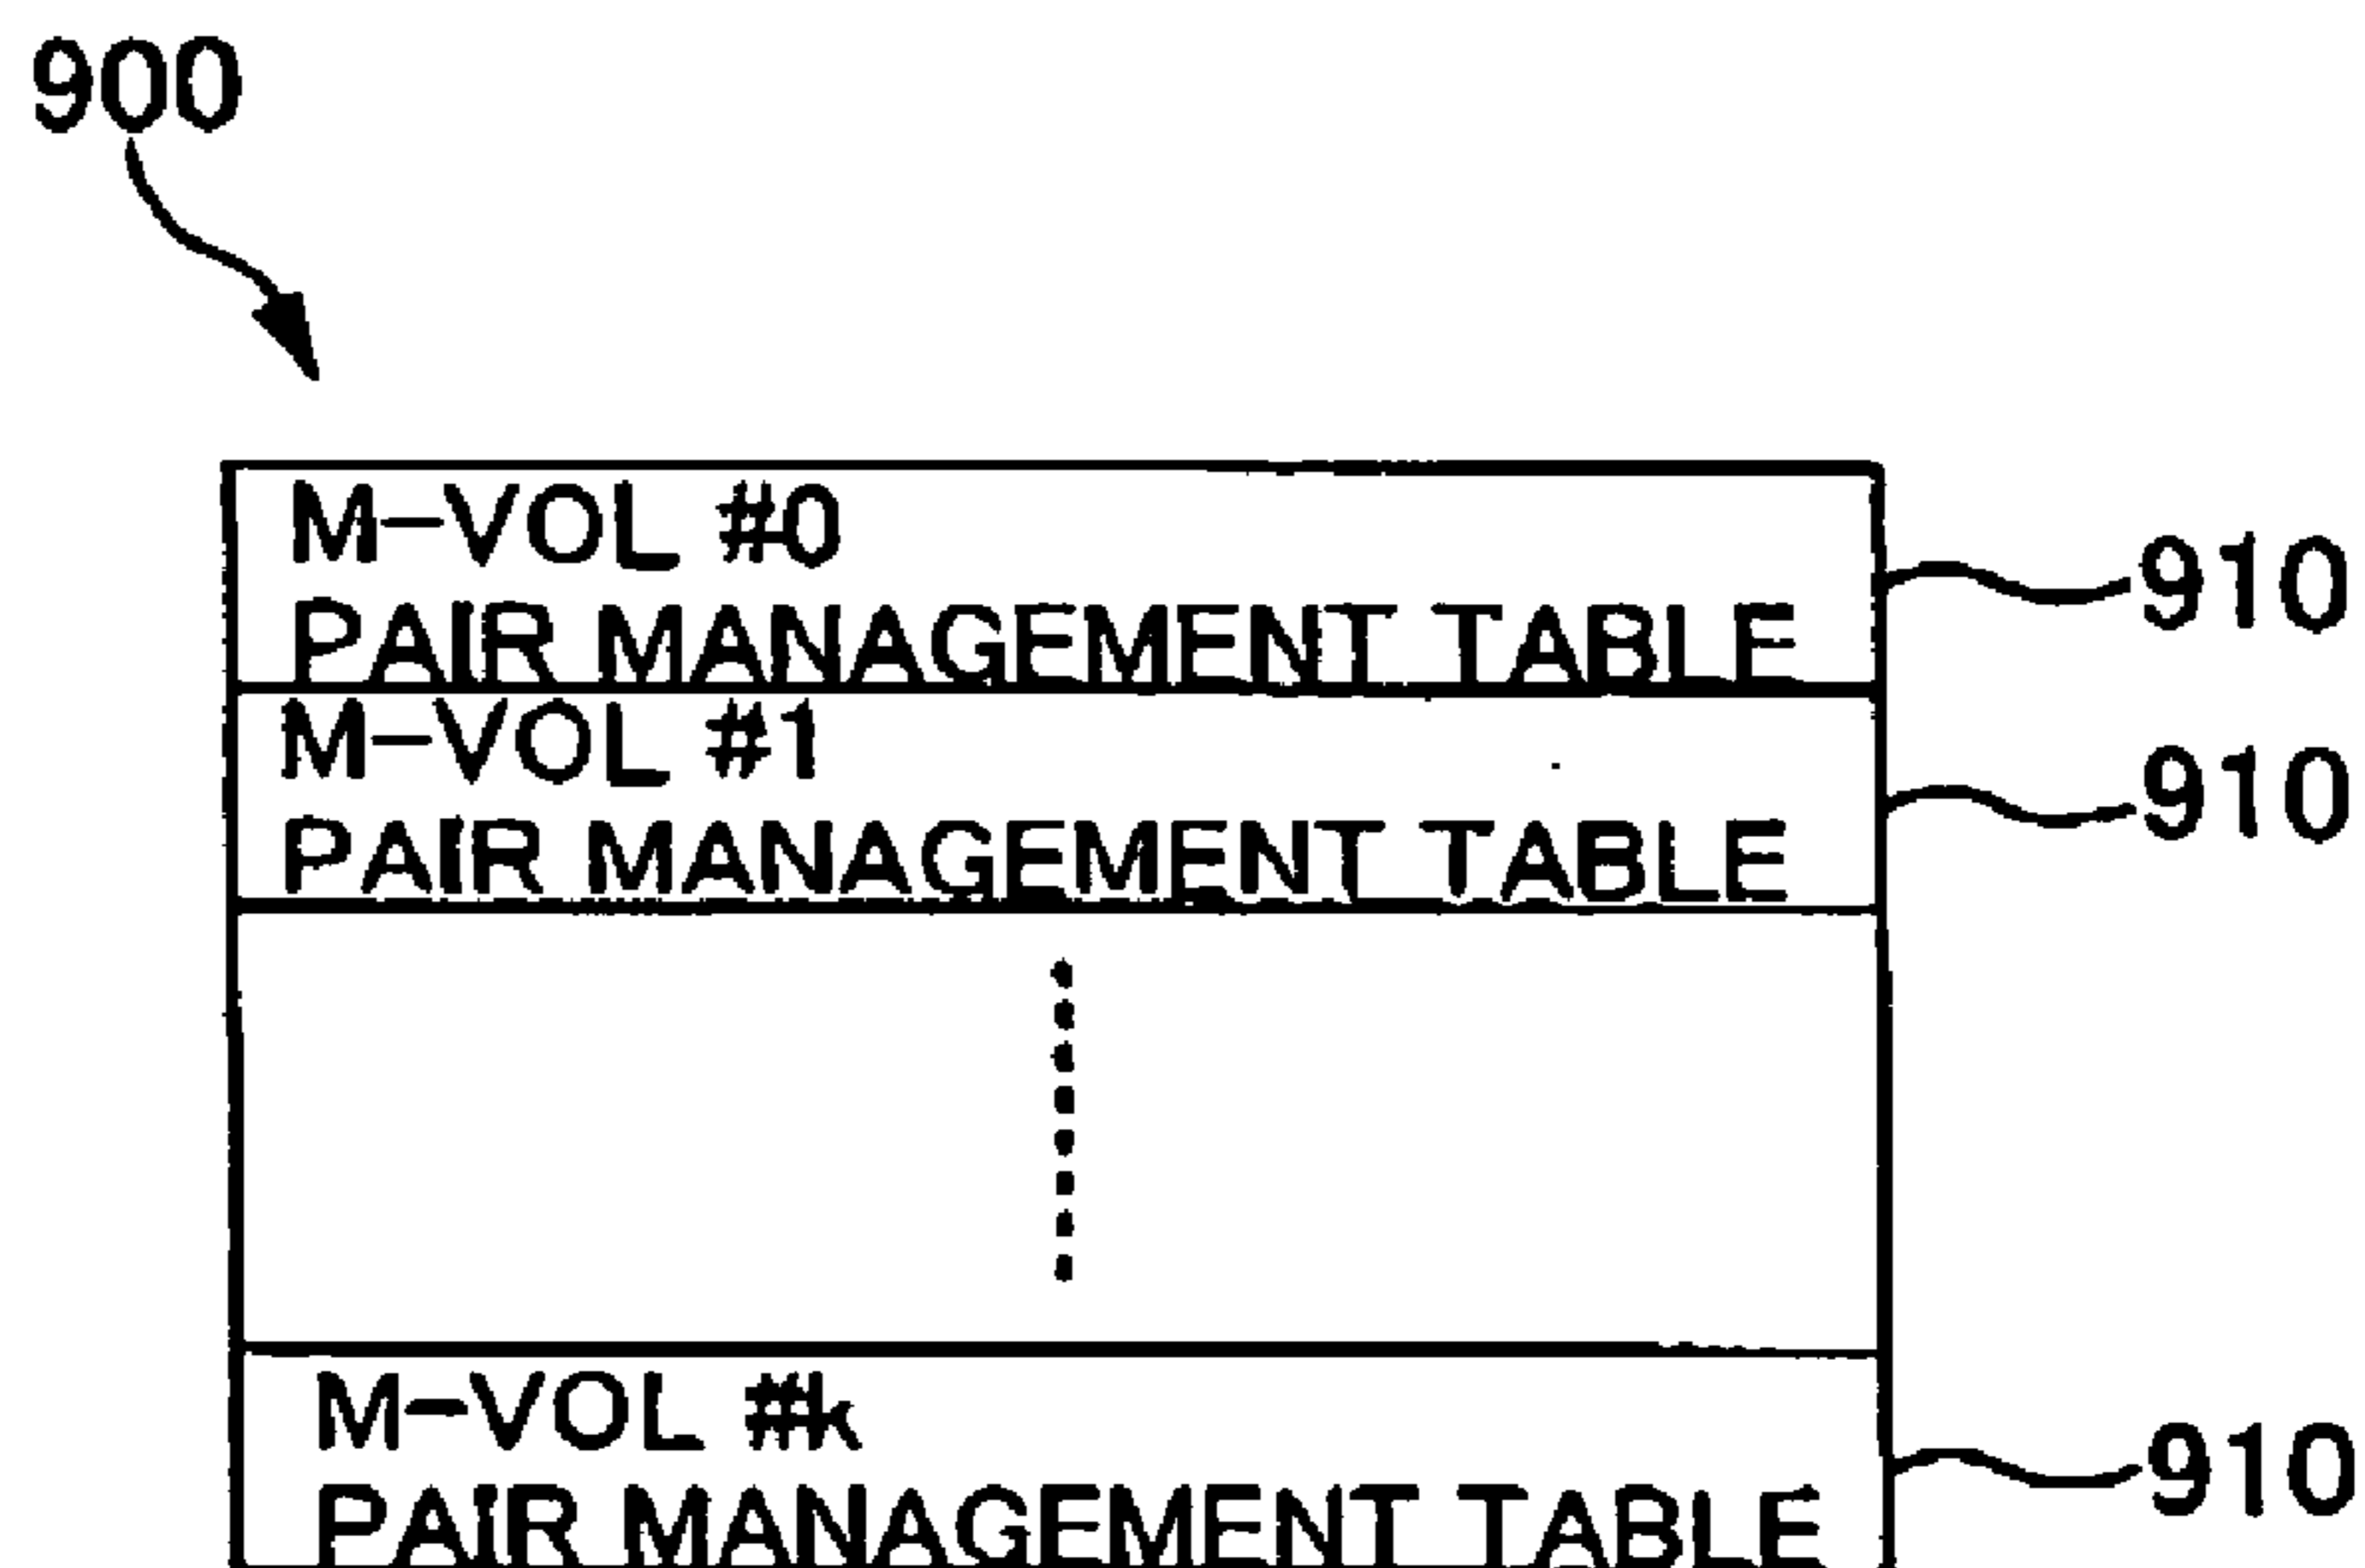 900
M-VOL #0
PAIR MANAGEMENT TABLE
910
M-VOL #1
PAIR MANAGEMENT TABLE
910
M-VOL #k
PAIR MANAGEMENT TABLE
910